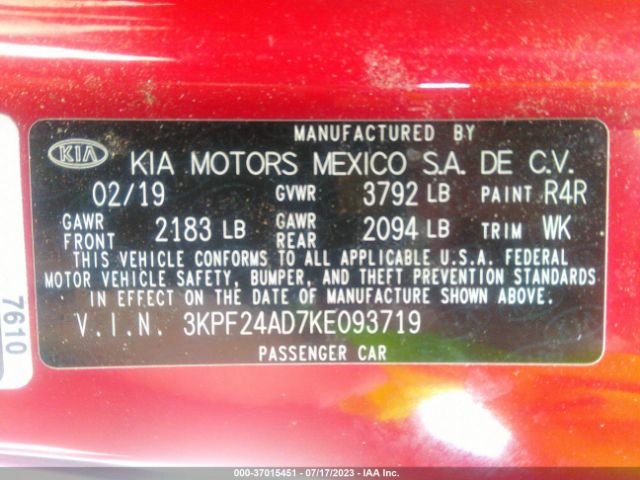 MANUFACTURED BY
KIA KIA MOTORS MEXICO S.A. DE C.V.
02/19 GVWR 3792 LB PAINT R4R
GAWR FRONT 2183 LB GAWR REAR 2094 LB TRIM WK
THIS VEHICLE CONFORMS TO ALL APPLICABLE U.S.A. FEDERAL
MOTOR VEHICLE SAFETY, BUMPER, AND THEFT PREVENTION STANDARDS
IN EFFECT ON THE DATE OF MANUFACTURE SHOWN ABOVE.
V.I.N. 3KPF24AD7KE093719
PASSENGER CAR
7610
000-37015451 - 07/17/2023 - IAA Inc.